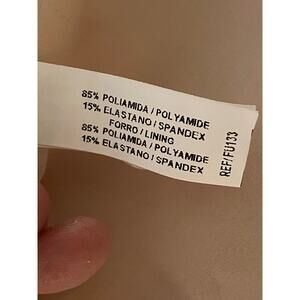 85% POLIAMIDA / POLYAMIDE
15% ELASTANO / SPANDEX
FORRO / LINING
85% POLIAMIDA / POLYAMIDE
15% ELASTANO / SPANDEX
REF/FU133